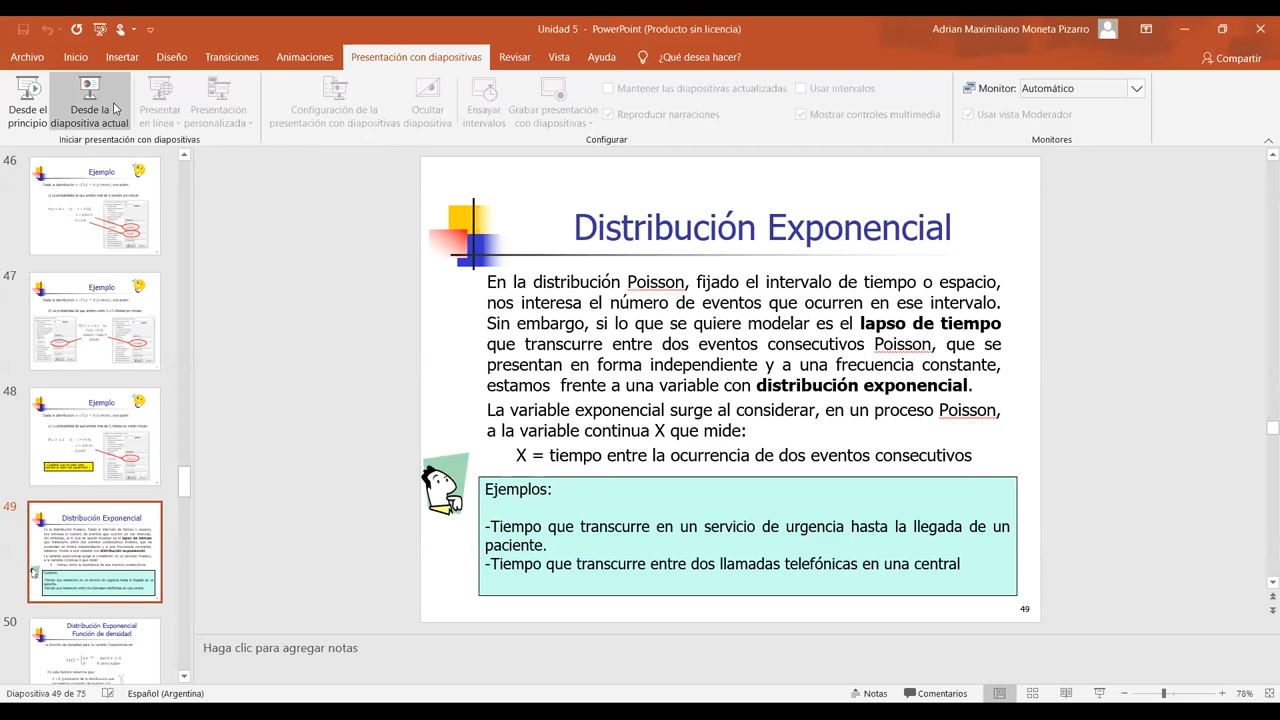 Unidad 5 - PowerPoint (Producto sin licencia)
Adrian Maximiliano Moneta Pizarro
Archivo Inicio Insertar Diseño Transiciones Animaciones Presentación con diapositivas Revisar Vista Ayuda ¿Qué desea hacer? Compartir
Desde el principio
Desde la diapositiva actual
Presentar en línea
Presentación personalizada
Configuración de la presentación con diapositivas
Ocultar diapositiva
Ensayar intervalos
Grabar presentación con diapositivas
Mantener las diapositivas actualizadas
Reproducir narraciones
Usar intervalos
Mostrar controles multimedia
Monitor: Automático
Usar vista Moderador
Iniciar presentación con diapositivas
Configurar
Monitores
46
Ejemplo
47
Ejemplo
48
Ejemplo
49
Distribución Exponencial
50
Distribución Exponencial
Función de densidad
Distribución Exponencial
En la distribución Poisson, fijado el intervalo de tiempo o espacio,
nos interesa el número de eventos que ocurren en ese intervalo.
Sin embargo, si lo que se quiere modelar es el lapso de tiempo
que transcurre entre dos eventos consecutivos Poisson, que se
presentan en forma independiente y a una frecuencia constante,
estamos frente a una variable con distribución exponencial.
La variable exponencial surge al considerar, en un proceso Poisson,
a la variable continua X que mide:
X = tiempo entre la ocurrencia de dos eventos consecutivos
Ejemplos:
-Tiempo que transcurre en un servicio de urgencias hasta la llegada de un
paciente.
-Tiempo que transcurre entre dos llamadas telefónicas en una central
49
Haga clic para agregar notas
Diapositiva 49 de 75 Español (Argentina) Notas Comentarios 78%